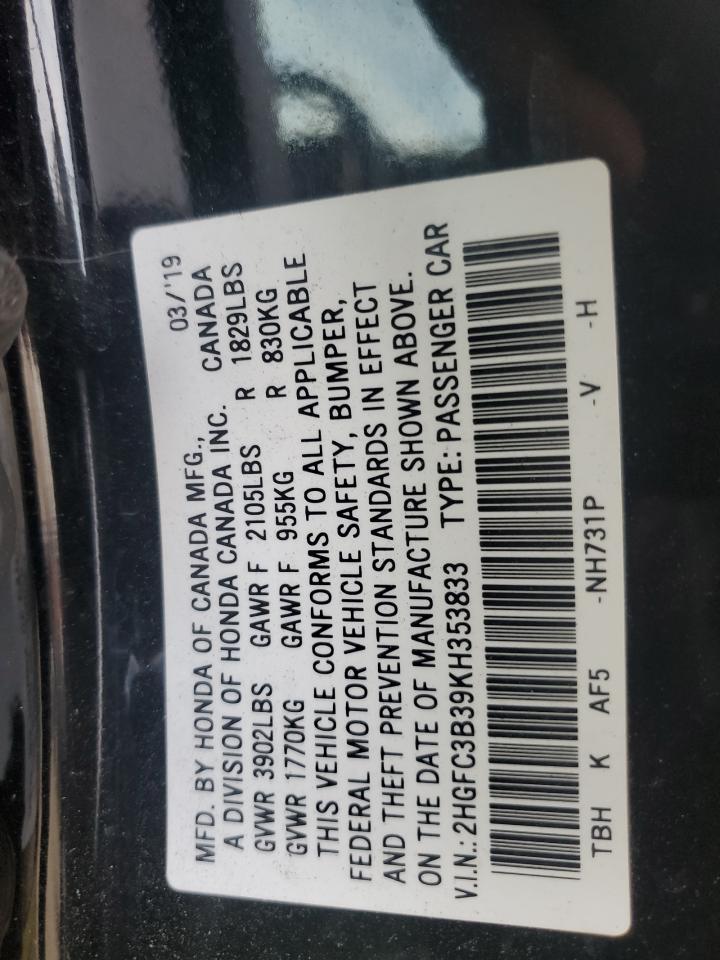 MFD. BY HONDA OF CANADA MFG., 03/'19
A DIVISION OF HONDA CANADA INC. CANADA
GVWR 3902LBS GAWR F 2105LBS R 1829LBS
GVWR 1770KG GAWR F 955KG R 830KG
THIS VEHICLE CONFORMS TO ALL APPLICABLE
FEDERAL MOTOR VEHICLE SAFETY, BUMPER,
AND THEFT PREVENTION STANDARDS IN EFFECT
ON THE DATE OF MANUFACTURE SHOWN ABOVE.
V.I.N.: 2HGFC3B39KH353833 TYPE: PASSENGER CAR
TBH K AF5 -NH731P -V -H